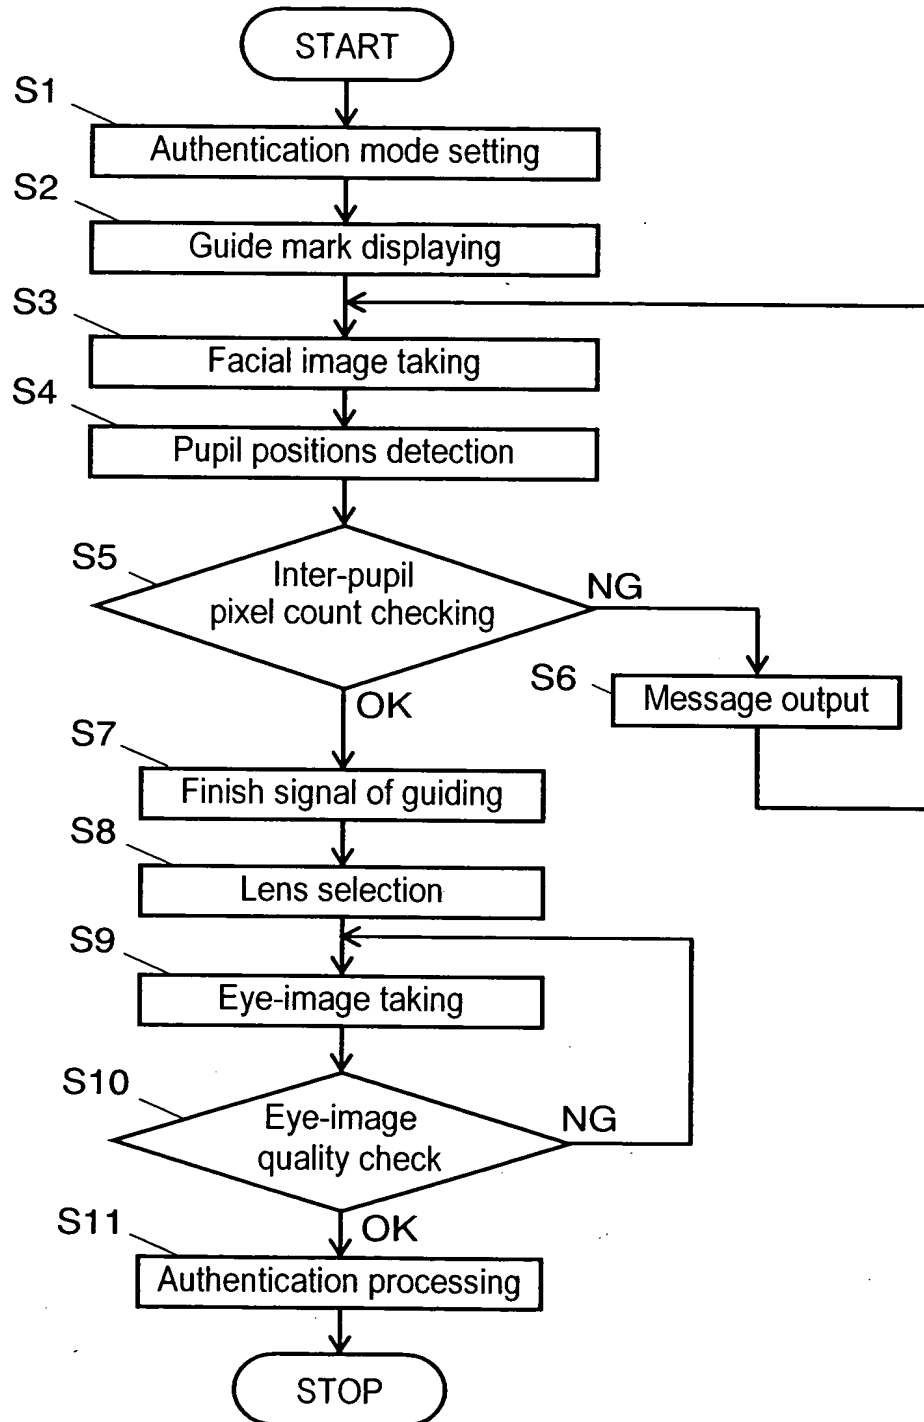 START
S1
Authentication mode setting
S2
Guide mark displaying
S3
Facial image taking
S4
Pupil positions detection
S5
Inter-pupil
pixel count checking
NG
S6
Message output
OK
S7
Finish signal of guiding
S8
Lens selection
S9
Eye-image taking
S10
Eye-image
quality check
NG
OK
S11
Authentication processing
STOP